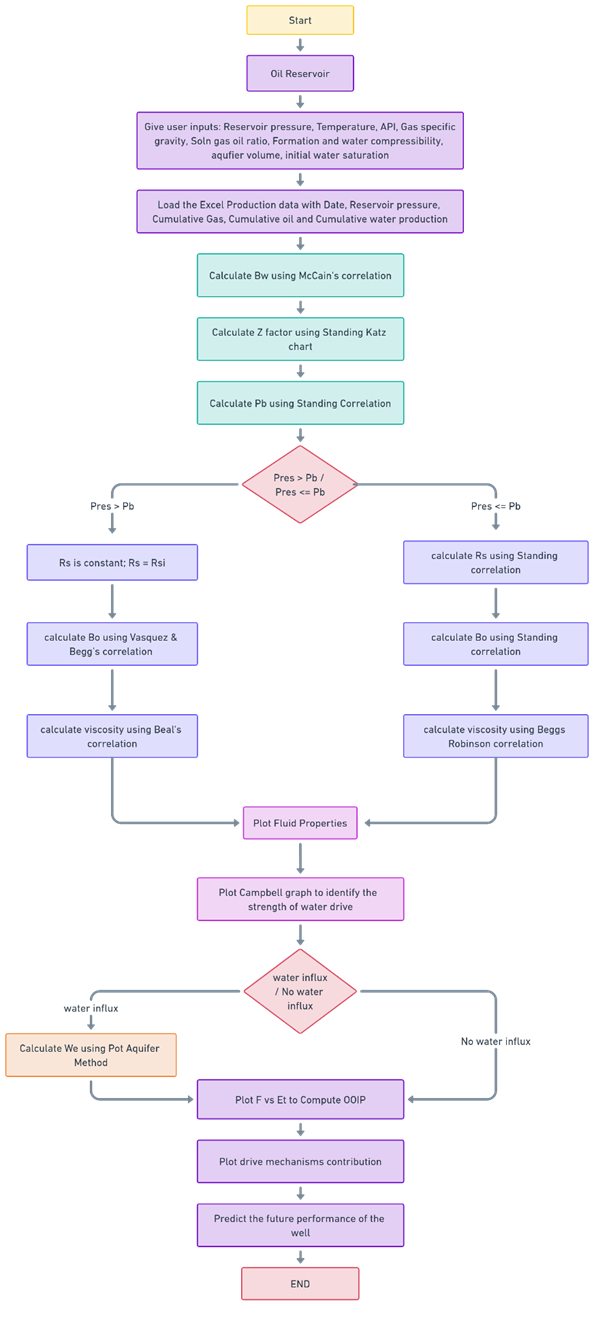 Start
Oil Reservoir
Give user inputs: Reservoir pressure, Temperature, API, Gas specific
gravity, Soln gas oil ratio, Formation and water compressibility,
aqufier volume, initial water saturation
Load the Excel Production data with Date, Reservoir pressure,
Cumulative Gas, Cumulative oil and Cumulative water production
Calculate Bw using McCain's correlation
Calculate Z factor using Standing Katz
chart
Calculate Pb using Standing Correlation
Pres > Pb /
Pres <= Pb
Pres > Pb
Pres <= Pb
Rs is constant; Rs = Rsi
calculate Rs using Standing
correlation
calculate Bo using Vasquez &
Begg's correlation
calculate Bo using Standing
correlation
calculate viscosity using Beal's
correlation
calculate viscosity using Beggs
Robinson correlation
Plot Fluid Properties
Plot Campbell graph to identify the
strength of water drive
water influx
/ No water
influx
water influx
No water influx
Calculate We using Pot Aquifer
Method
Plot F vs Et to Compute OOIP
Plot drive mechanisms contribution
Predict the future performance of the
well
END